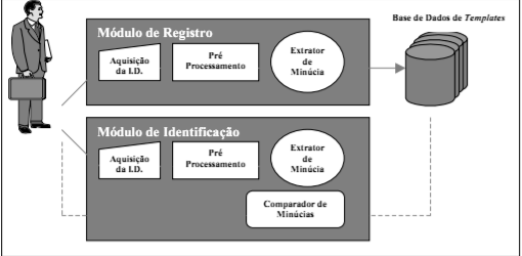 Base de Dados de Templates
Módulo de Registro
Aquisição
da I.D.
Pré
Processamento
Extrator
de
Minúcia
Módulo de Identificação
Aquisição
da I.D.
Pré
Processamento
Extrator
de
Minúcia
Comparador de
Minúcias